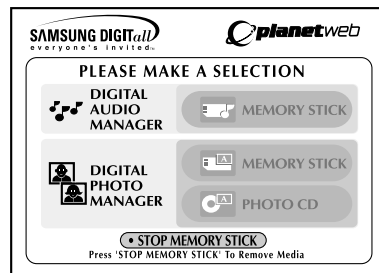 SAMSUNG DIGITall
everyone's invited™
planetweb
PLEASE MAKE A SELECTION
DIGITAL
AUDIO
MANAGER
MEMORY STICK
DIGITAL
PHOTO
MANAGER
A
MEMORY STICK
A
PHOTO CD
• STOP MEMORY STICK
Press 'STOP MEMORY STICK' To Remove Media